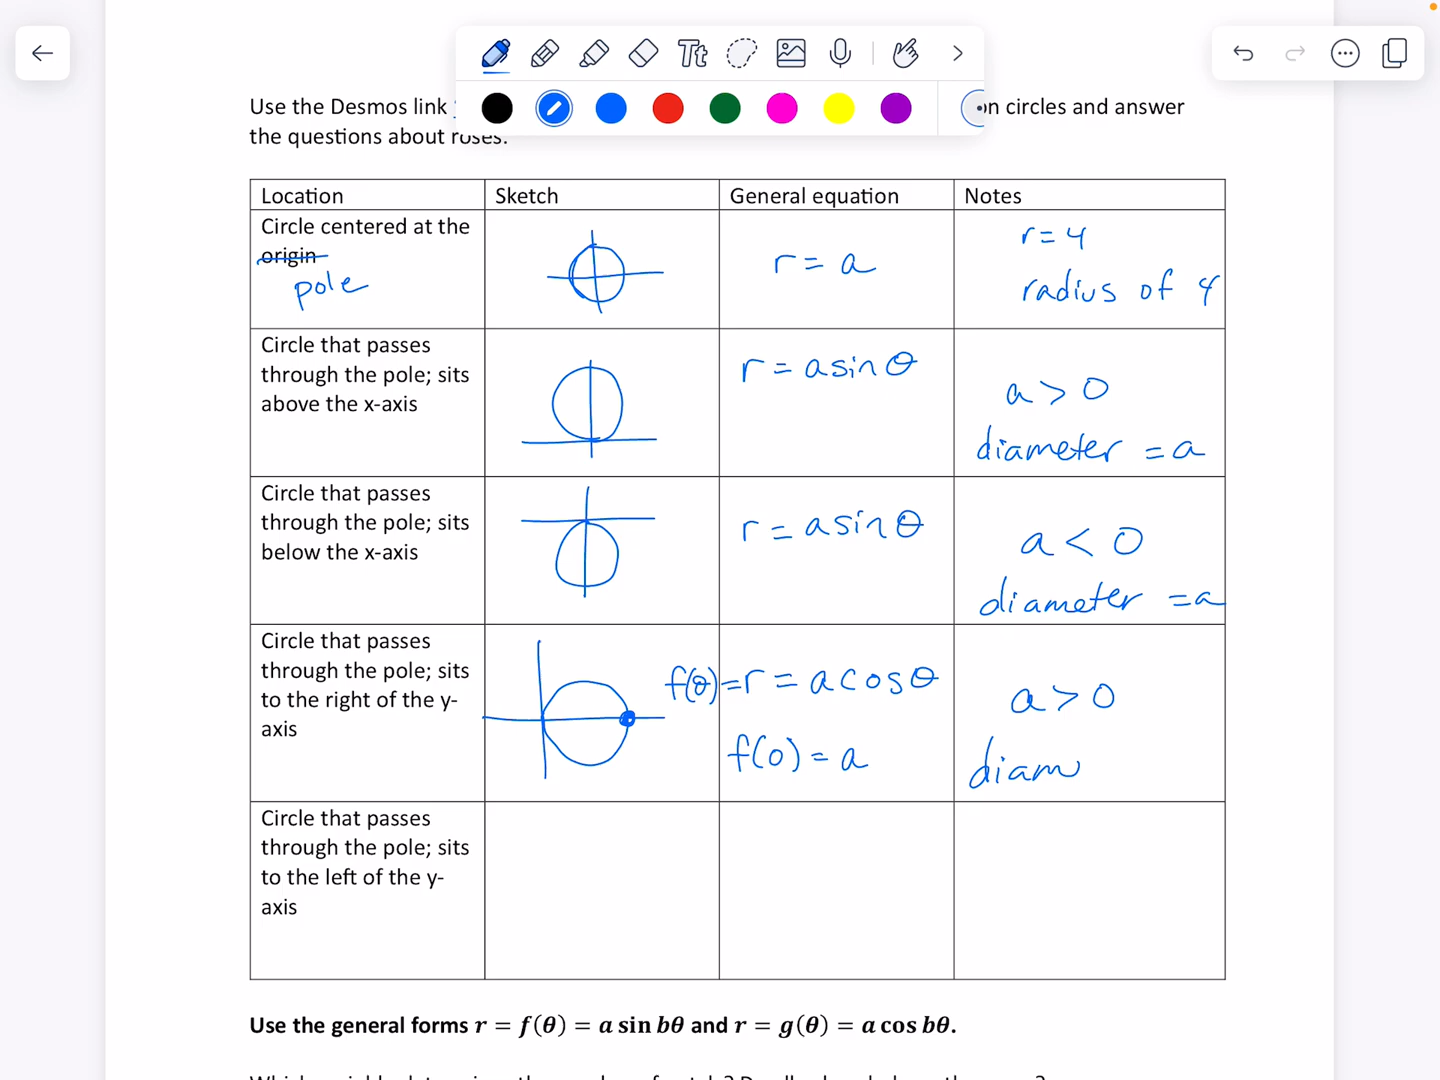 Use the Desmos link
on circles and answer
the questions about roses.
Tt
Location Sketch General equation Notes
Circle centered at the
origin
pole
r = a
r = 4
radius of 4
Circle that passes
through the pole; sits
above the x-axis
r = a sin θ
a > 0
diameter = a
Circle that passes
through the pole; sits
below the x-axis
r = a sin θ
a < 0
diameter = a
Circle that passes
through the pole; sits
to the right of the y-
axis
f(θ) = r = a cos θ
f(0) = a
a > 0
diam
Circle that passes
through the pole; sits
to the left of the y-
axis
Use the general forms r = f(θ) = a sin bθ and r = g(θ) = a cos bθ.